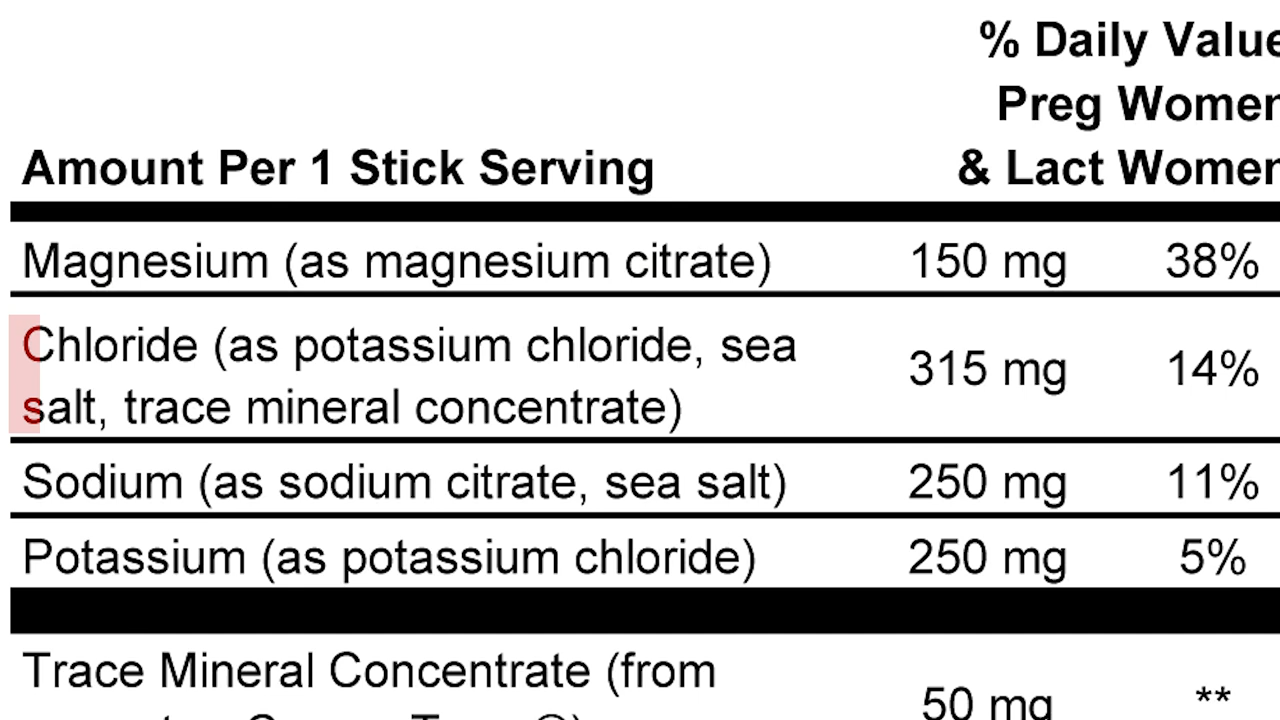 % Daily Value
Preg Women
& Lact Women
Amount Per 1 Stick Serving
Magnesium (as magnesium citrate) 150 mg 38%
Chloride (as potassium chloride, sea
salt, trace mineral concentrate) 315 mg 14%
Sodium (as sodium citrate, sea salt) 250 mg 11%
Potassium (as potassium chloride) 250 mg 5%
Trace Mineral Concentrate (from
50 mg **